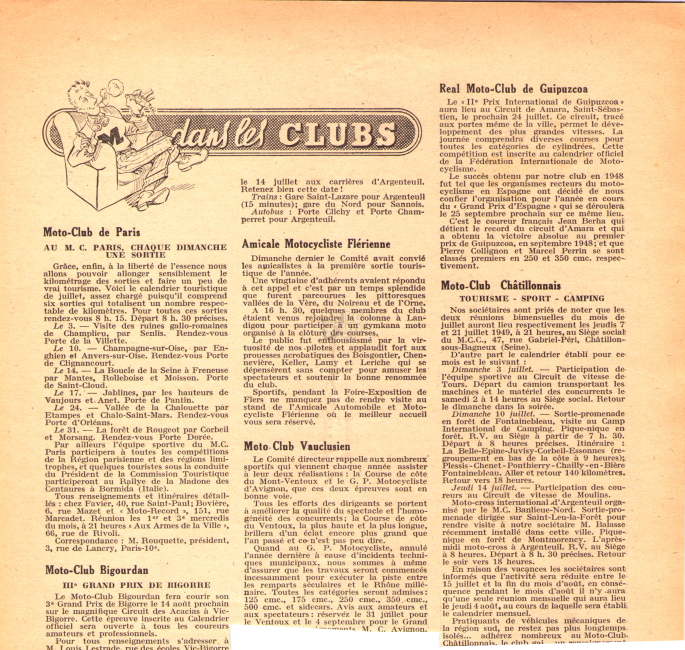 dans les CLUBS
Moto-Club de Paris
AU M. C. PARIS, CHAQUE DIMANCHE
UNE SORTIE
Grâce, enfin, à la liberté de l'essence nous
allons pouvoir allonger sensiblement le
kilométrage des sorties et faire un peu de
vrai tourisme. Voici le calendrier touristique
de juillet, assez chargé puisqu'il comprend
six sorties qui totalisent un nombre respec-
table de kilomètres. Pour toutes ces sorties
rendez-vous 8 h. 15. Départ 8 h. 30 précises.
Le 3. — Visite des ruines gallo-romaines
de Champlieu, par Senlis. Rendez-vous
Porte de la Villette.
Le 10. — Champagne-sur-Oise, par En-
ghien et Anvers-sur-Oise. Rendez-vous Porte
de Clignancourt.
Le 14. — La Boucle de la Seine à Freneuse
par Mantes, Rolleboise et Moisson. Porte
de Saint-Cloud.
Le 17. — Jablines, par les hauteurs de
Vaujours et Anet. Porte de Pantin.
Le 24. — Vallée de la Chalouette par
Etampes et Chalo-Saint-Mars. Rendez-vous
Porte d'Orléans.
Le 31. — La forêt de Rougeot par Corbeil
et Morsang. Rendez-vous Porte Dorée.
Par ailleurs l'équipe sportive du M.C.
Paris participera à toutes les compétitions
de la Région parisienne et des régions limi-
trophes, et quelques touristes sous la conduite
du Président de la Commission Touristique
participeront au Rallye de la Madone des
Centaures à Bormida (Italie).
Tous renseignements et itinéraires détail-
lés : chez Favier, 40, rue Saint-Paul; Bovière,
6, rue Mazet et « Moto-Record », 151, rue
Marcadet. Réunion les 1er et 3e mercredis
du mois, à 21 heures « Aux Armes de la Ville »,
66, rue de Rivoli.
Correspondance : M. Rouquette, président,
3, rue de Lancry, Paris-10e.
Moto-Club Bigourdan
IIIe GRAND PRIX DE BIGORRE
Le Moto-Club Bigourdan fera courir son
3e Grand Prix de Bigorre le 14 août prochain
sur le magnifique Circuit des Acacias à Vic-
Bigorre. Cette épreuve inscrite au Calendrier
officiel sera ouverte à tous les coureurs
amateurs et professionnels.
Pour tous renseignements s'adresser à
M. Louis Lestrade, rue des écoles Vic-Bigorre
le 14 juillet aux carrières d'Argenteuil.
Retenez bien cette date !
Trains : Gare Saint-Lazare pour Argenteuil
(15 minutes); gare du Nord pour Sannois.
Autobus : Porte Clichy et Porte Cham-
perret pour Argenteuil.
Amicale Motocycliste Flérienne
Dimanche dernier le Comité avait convié
les amicalistes à la première sortie touris-
tique de l'année.
Une vingtaine d'adhérents avaient répondu
à cet appel et c'est par un temps splendide
que furent parcourues les pittoresques
vallées de la Vère, du Noireau et de l'Orne.
A 16 h. 30, quelques membres du club
étaient venus rejoindre la colonne à Lan-
digou pour participer à un gymkana moto
organisé à la clôture des courses.
Le public fut enthousiasmé par la vir-
tuosité de nos pilotes et applaudit fort aux
prouesses acrobatiques des Boisgontier, Chen-
nevière, Keller, Lamy et Leriche qui se
dépensèrent sans compter pour amuser les
spectateurs et soutenir la bonne renommée
du club.
Sportifs, pendant la Foire-Exposition de
Flers ne manquez pas de rendre visite au
stand de l'Amicale Automobile et Moto-
cycliste Flérienne où le meilleur accueil
vous sera réservé.
Moto-Club Vauclusien
Le Comité directeur rappelle aux nombreux
sportifs qui viennent chaque année assister
à leur deux réalisations : la Course de côte
du Mont-Ventoux et le G. P. Motocycliste
d'Avignon, que ces deux épreuves sont en
bonne voie.
Tous les efforts des dirigeants se portent
à améliorer la qualité du spectacle et l'homo-
généité des concurrents; la Course de côte
du Ventoux, la plus haute et la plus longue,
brillera d'un éclat encore plus grand que
l'an passé et ce n'est pas peu dire.
Quand au G. P. Motocycliste, annulé
l'année dernière à cause d'incidents techni-
ques municipaux, nous sommes à même
d'assurer que les travaux seront commencés
incessamment pour exécuter la piste entre
les remparts séculaires et le Rhône millé-
naire. Toutes les catégories seront admises :
125 cmc., 175 cmc., 250 cmc., 350 cmc.,
500 cmc. et sidecars. Avis aux amateurs et
aux spectateurs : réservez le 31 juillet pour
le Ventoux et le 4 septembre pour le Grand
M. C. Avignon,
Real Moto-Club de Guipuzcoa
Le « IIe Prix International de Guipuzcoa »
aura lieu au Circuit de Amara, Saint-Sébas-
tien, le prochain 24 juillet. Ce circuit, tracé
aux portes même de la ville, permet le déve-
loppement des plus grandes vitesses. La
journée comprendra diverses courses pour
toutes les catégories de cylindrées. Cette
compétition est inscrite au calendrier officiel
de la Fédération Internationale de Moto-
cyclisme.
Le succès obtenu par notre club en 1948
fut tel que les organismes recteurs du moto-
cyclisme en Espagne ont décidé de nous
confier l'organisation pour l'année en cours
du « Grand Prix d'Espagne » qui se déroulera
le 25 septembre prochain sur ce même lieu.
C'est le coureur français Jean Berha qui
détient le record du circuit d'Amara et qui
a obtenu la victoire absolue au premier
prix de Guipuzcoa, en septembre 1948; et que
Pierre Collignon et Marcel Perrin se sont
classés premiers en 250 et 350 cmc. respec-
tivement.
Moto-Club Châtillonnais
TOURISME - SPORT - CAMPING
Nos sociétaires sont priés de noter que les
deux réunions bimensuelles du mois de
juillet auront lieu respectivement les jeudis 7
et 21 juillet 1949, à 21 heures, au Siège social
du M.C.C., 47, rue Gabriel-Péri, Châtillon-
sous-Bagneux (Seine).
D'autre part le calendrier établi pour ce
mois est le suivant :
Dimanche 3 juillet. — Participation de
l'équipe sportive au Circuit de vitesse de
Tours. Départ du camion transportant les
machines et le matériel des concurrents le
samedi 2 à 14 heures au Siège social. Retour
le dimanche dans la soirée.
Dimanche 10 juillet. — Sortie-promenade
en forêt de Fontainebleau, visite au Camp
International de Camping. Pique-nique en
forêt. R.V. au Siège à partir de 7 h. 30.
Départ à 8 heures précises. Itinéraire :
La Belle-Epine-Juvisy-Corbeil-Essonnes (re-
groupement en bas de la côte à 9 heures);
Plessis-Chenet-Ponthierry-Chailly-en-Bière
Fontainebleau. Aller et retour 140 kilomètres.
Retour vers 18 heures.
Jeudi 14 juillet. — Participation des cou-
reurs au Circuit de vitesse de Moulins.
Moto-cross international d'Argenteuil orga-
nisé par le M.C. Banlieue-Nord. Sortie-pro-
menade dirigée sur Saint-Leu-la-Forêt pour
rendre visite à notre sociétaire M. Balasse
récemment installé dans cette ville. Pique-
nique en forêt de Montmorency. L'après-
midi moto-cross à Argenteuil. R.V. au Siège
à 8 heures. Départ à 8 h. 30 précises. Retour
le soir vers 18 heures.
En raison des vacances les sociétaires sont
informés que l'activité sera réduite entre le
15 juillet et la fin du mois d'août, en consé-
quence pendant le mois d'août il n'y aura
qu'une seule réunion mensuelle qui aura lieu
le jeudi 4 août, au cours de laquelle sera établi
le calendrier mensuel.
Pratiquants de véhicules mécaniques de
la région sud, ne restez pas plus longtemps
isolés... adhérez nombreux au Moto-Club
Châtillonnais, le club qui